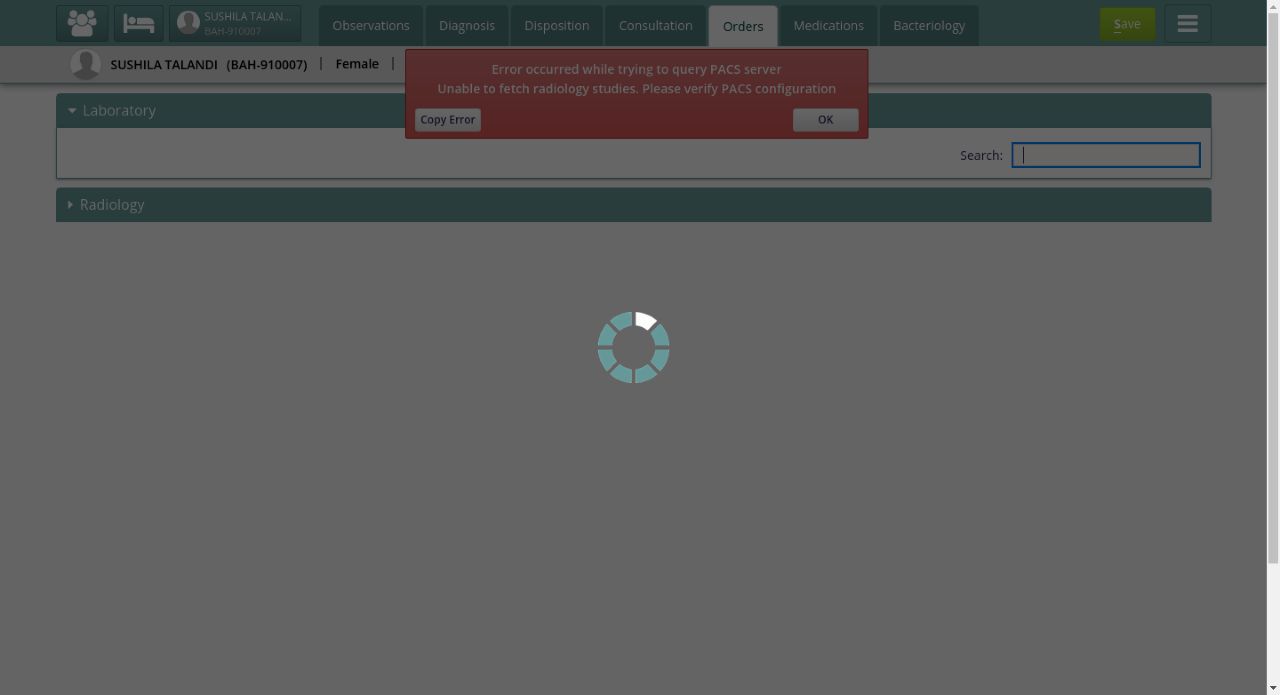 SUSHILA TALAN...
BAH-910007
Observations
Diagnosis
Disposition
Consultation
Orders
Medications
Bacteriology
Save
SUSHILA TALANDI (BAH-910007) | Female |
Error occurred while trying to query PACS server
Unable to fetch radiology studies. Please verify PACS configuration
Copy Error
OK
Laboratory
Search:
Radiology